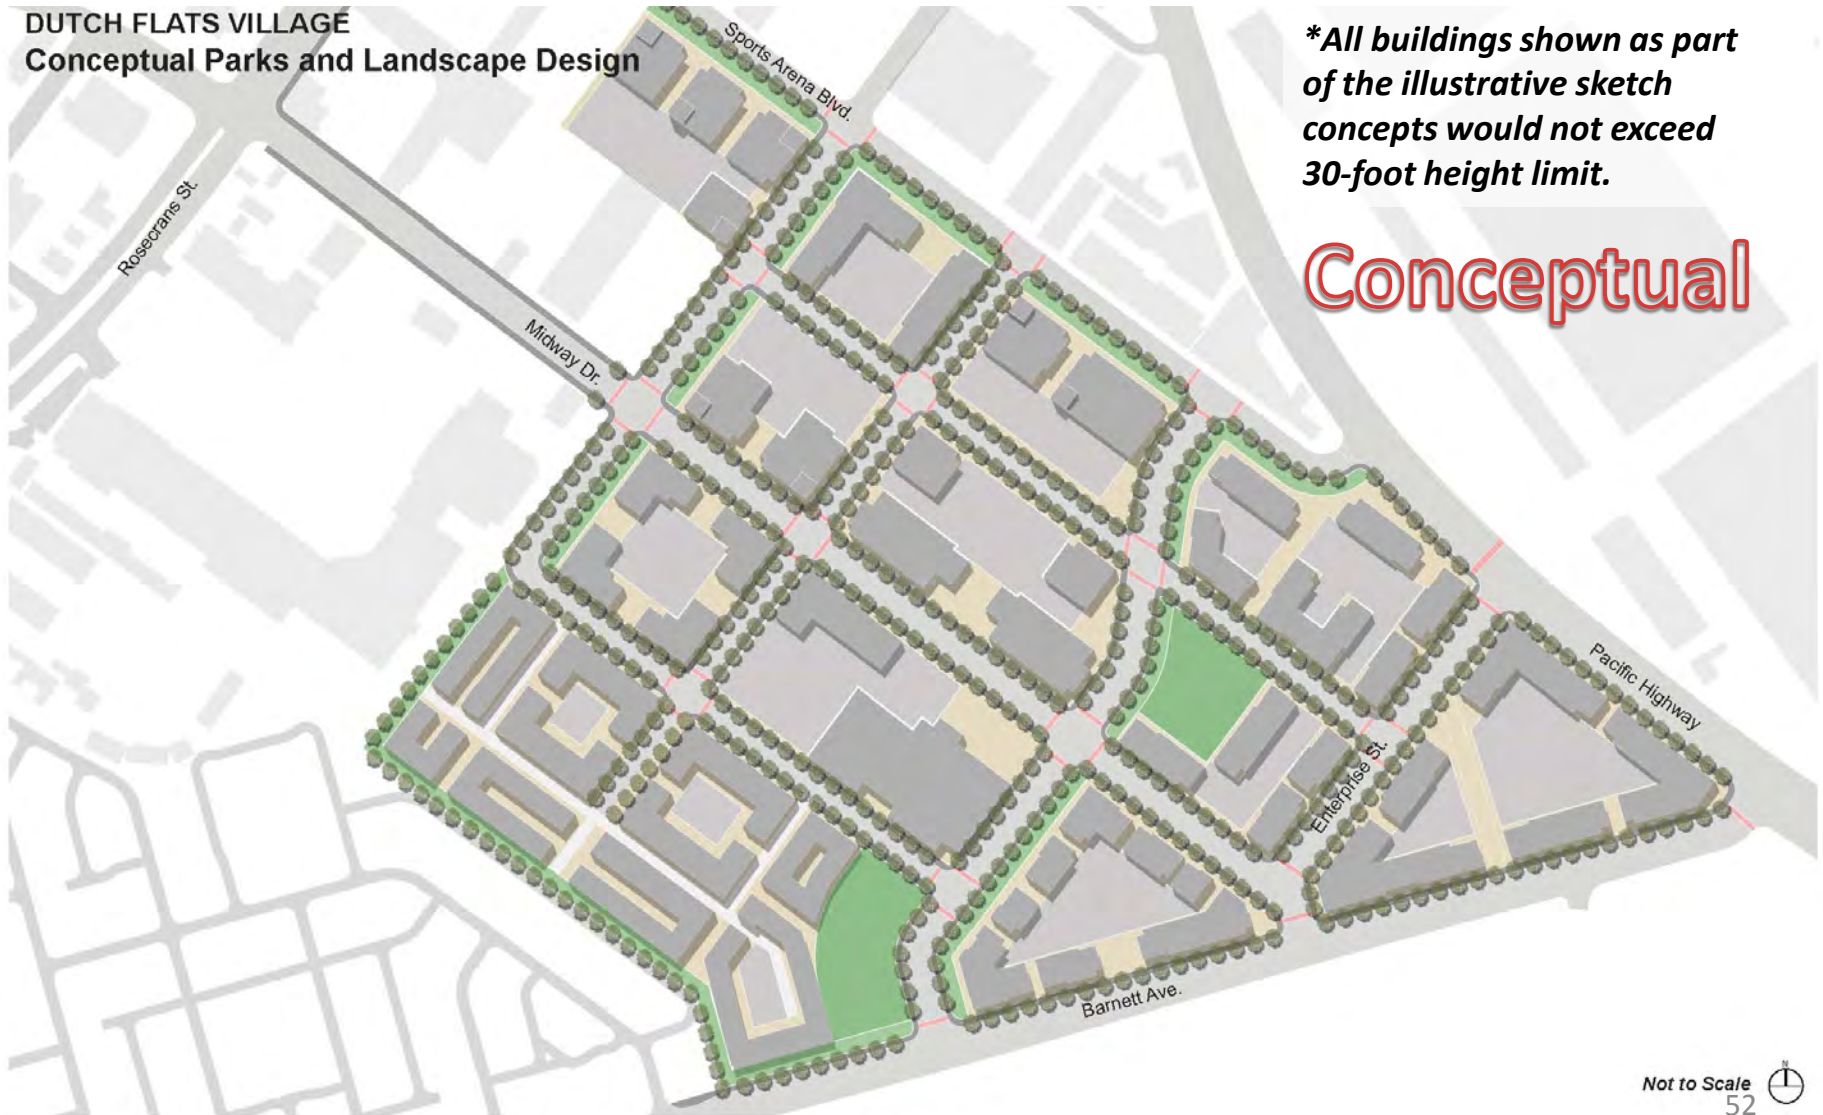 DUTCH FLATS VILLAGE
Conceptual Parks and Landscape Design
*All buildings shown as part
of the illustrative sketch
concepts would not exceed
30-foot height limit.
Conceptual
Sports Arena Blvd.
Rosecrans St.
Midway Dr.
Pacific Highway
Enterprise St.
Barnett Ave.
N
Not to Scale
52